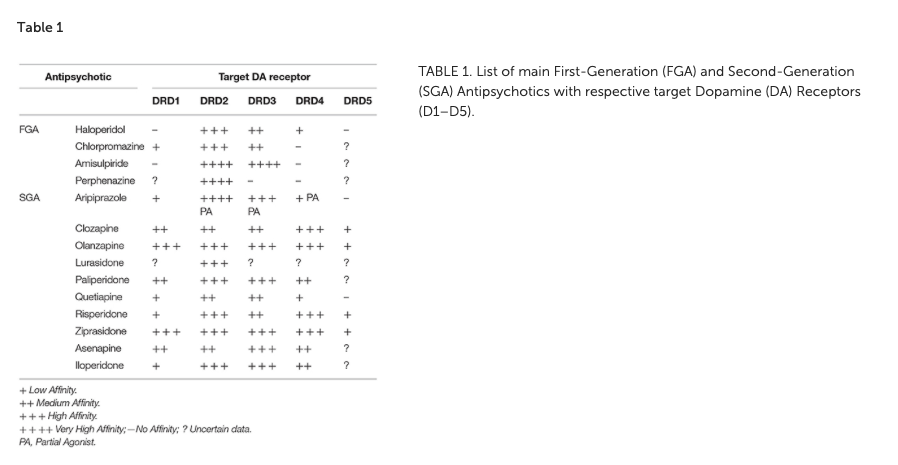 Table 1
Antipsychotic Target DA receptor
DRD1 DRD2 DRD3 DRD4 DRD5
FGA Haloperidol – +++ ++ + –
Chlorpromazine + +++ ++ – ?
Amisulpiride – ++++ ++++ – ?
Perphenazine ? ++++ – – ?
SGA Aripiprazole + ++++ +++ + PA –
PA PA
Clozapine ++ ++ ++ +++ +
Olanzapine +++ +++ +++ +++ +
Lurasidone ? +++ ? ? ?
Paliperidone ++ +++ +++ ++ ?
Quetiapine + ++ ++ + –
Risperidone + +++ ++ +++ +
Ziprasidone +++ +++ +++ +++ +
Asenapine ++ ++ +++ ++ ?
Iloperidone + +++ +++ ++ ?
+ Low Affinity.
++ Medium Affinity.
+++ High Affinity.
++++ Very High Affinity; – No Affinity; ? Uncertain data.
PA, Partial Agonist.
TABLE 1. List of main First-Generation (FGA) and Second-Generation
(SGA) Antipsychotics with respective target Dopamine (DA) Receptors
(D1–D5).